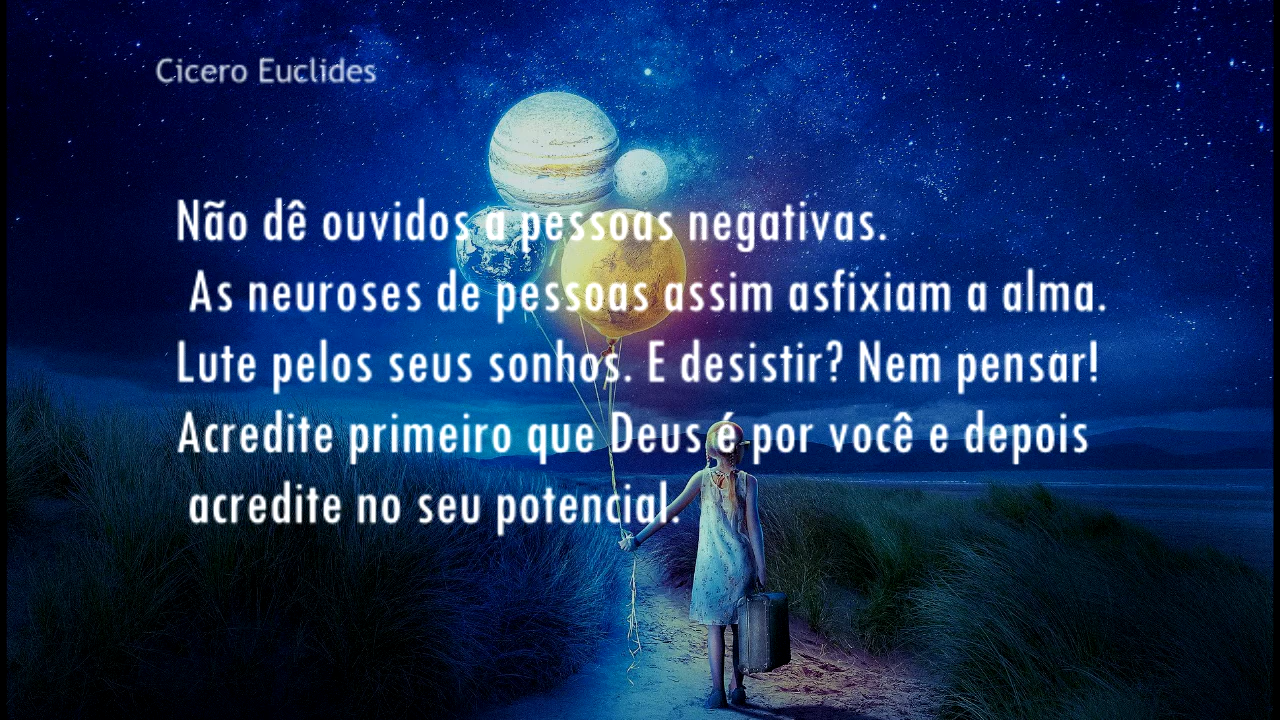 Cicero Euclides
Não dê ouvidos a pessoas negativas.
As neuroses de pessoas assim asfixiam a alma.
Lute pelos seus sonhos. E desistir? Nem pensar!
Acredite primeiro que Deus é por você e depois
acredite no seu potencial.